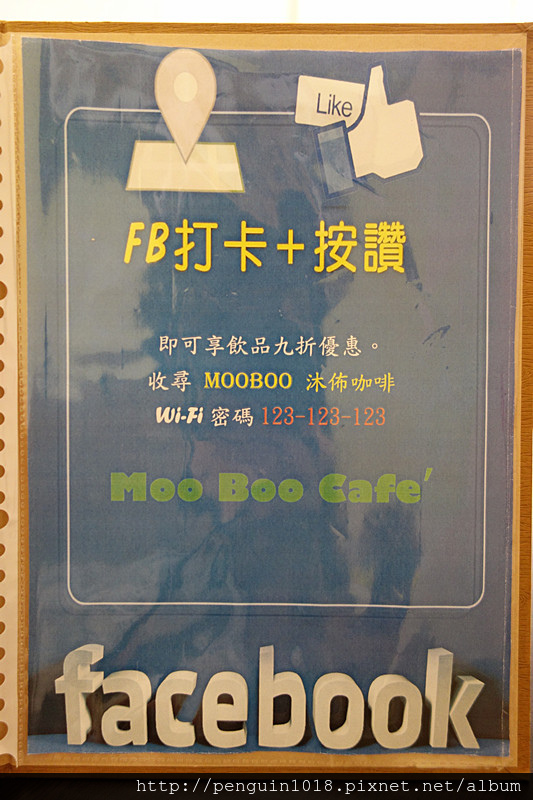 Like
FB打卡＋按讚
即可享飲品九折優惠。
收尋 MOOBOO 沐佈咖啡
Wi-Fi 密碼 123-123-123
Moo Boo Cafe'
facebook
http://penguin1018.pixnet.net/album